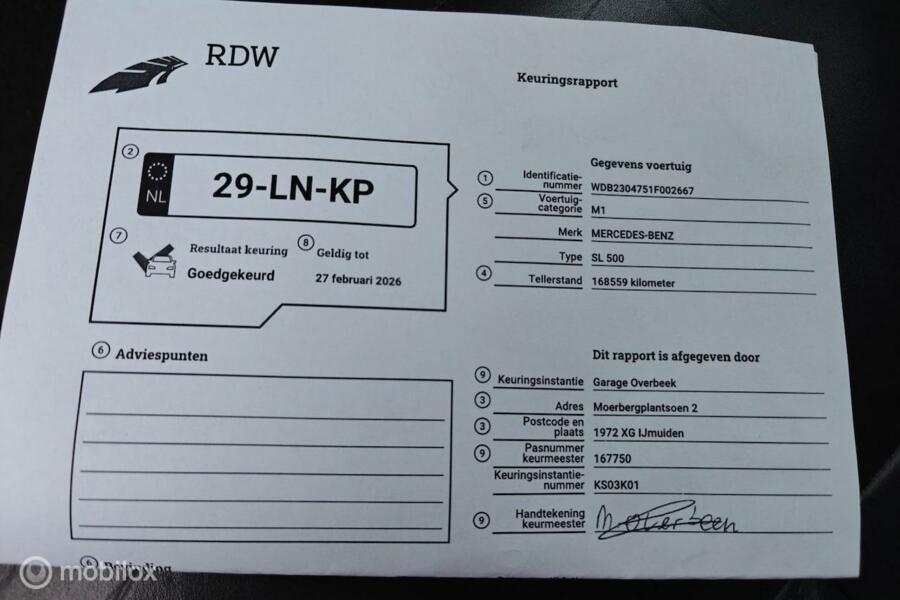 RDW
Keuringsrapport
2
NL
29-LN-KP
7
Resultaat keuring
Goedgekeurd
8
Geldig tot
27 februari 2026
Gegevens voertuig
1 Identificatie-
nummer WDB2304751F002667
5 Voertuig-
categorie M1
Merk MERCEDES-BENZ
Type SL 500
4 Tellerstand 168559 kilometer
6 Adviespunten
Dit rapport is afgegeven door
9 Keuringsinstantie Garage Overbeek
3 Adres Moerbergplantsoen 2
3 Postcode en
plaats 1972 XG IJmuiden
9 Pasnummer
keurmeester 167750
Keuringsinstantie-
nummer KS03K01
9 Handtekening
keurmeester
mobilox